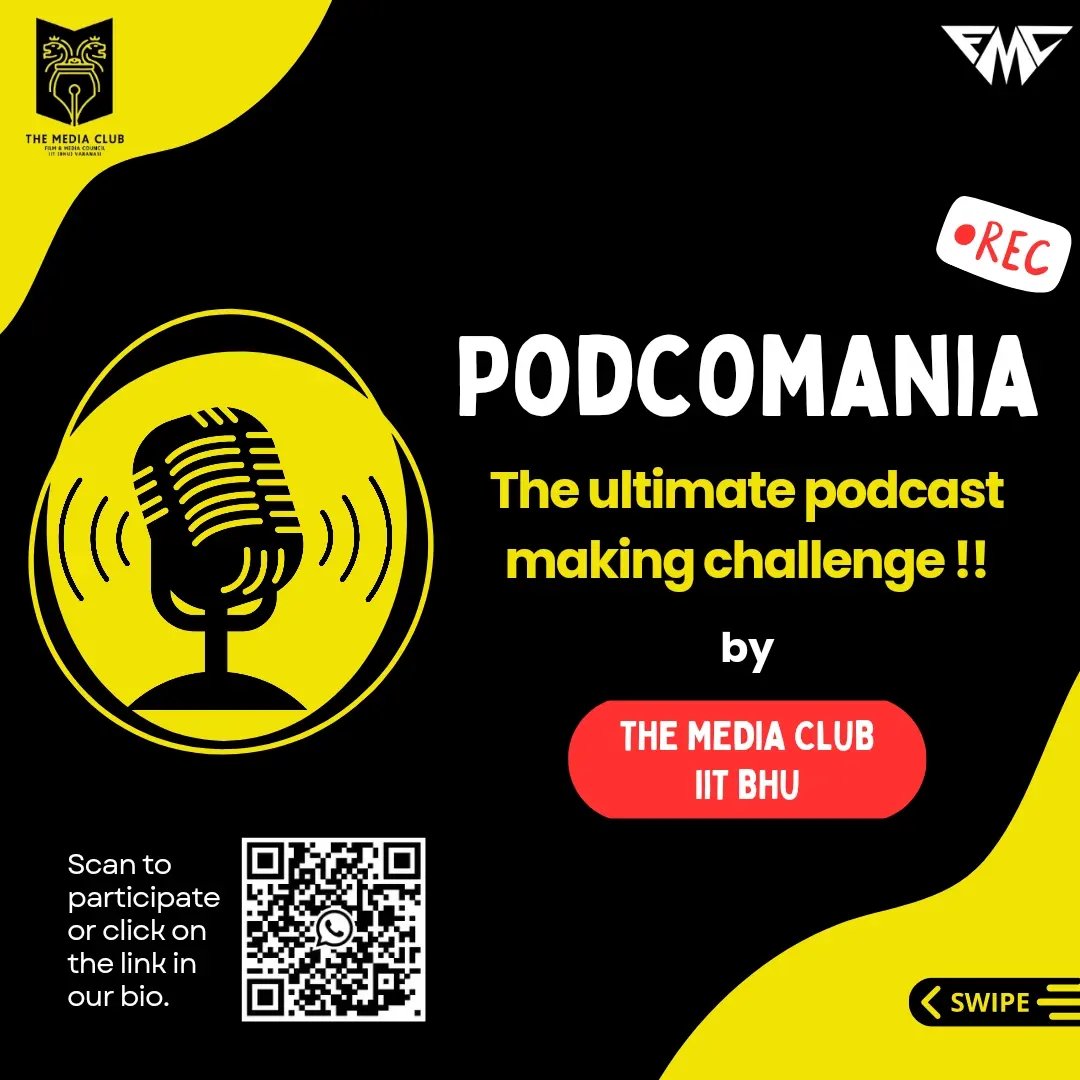 THE MEDIA CLUB
FILM & MEDIA COUNCIL
IIT (BHU) VARANASI
FMC
REC
PODCOMANIA
The ultimate podcast
making challenge !!
by
THE MEDIA CLUB
IIT BHU
Scan to
participate
or click on
the link in
our bio.
SWIPE